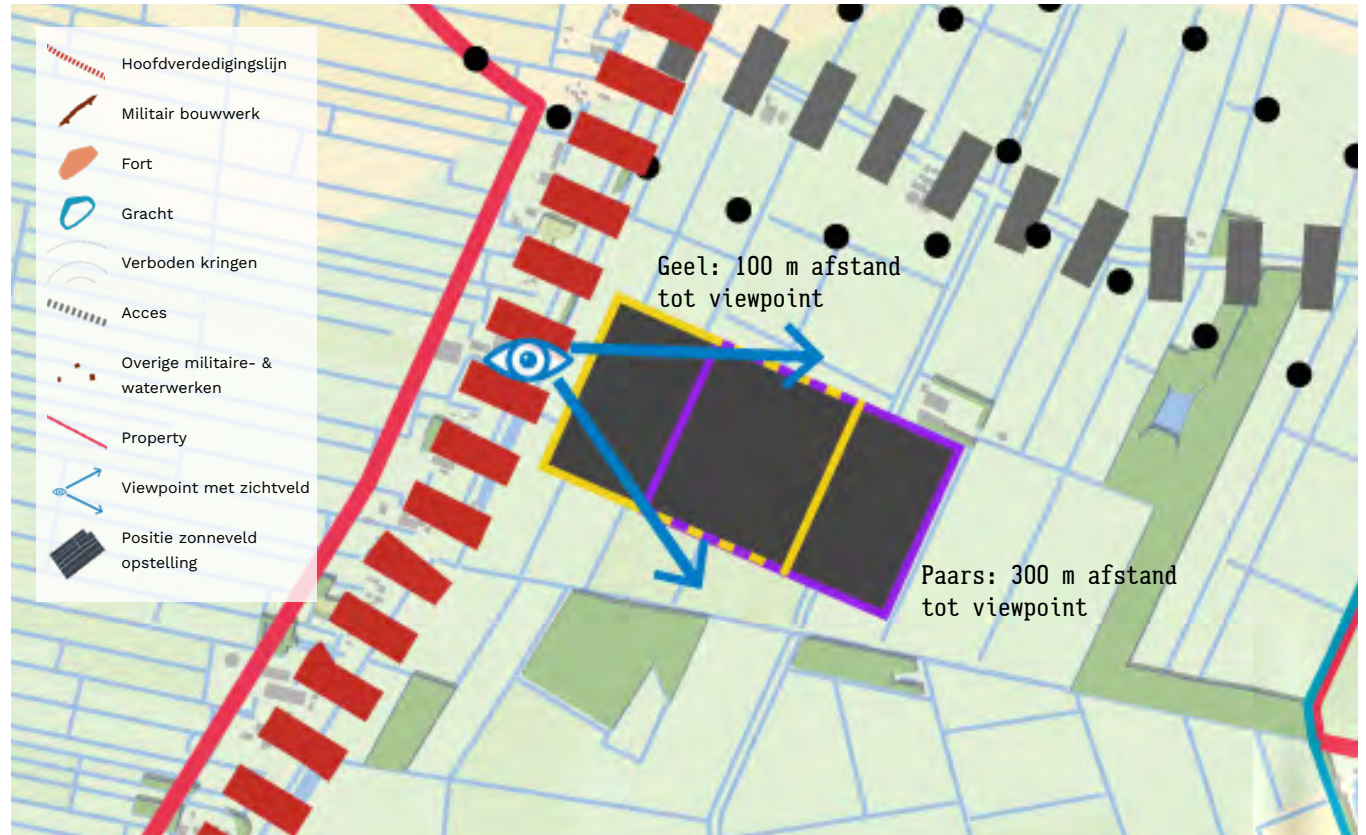 Hoofdverdedigingslijn
Militair bouwwerk
Fort
Gracht
Verboden kringen
Acces
Overige militaire- &
waterwerken
Property
Viewpoint met zichtveld
Positie zonneveld
opstelling
Geel: 100 m afstand
tot viewpoint
Paars: 300 m afstand
tot viewpoint